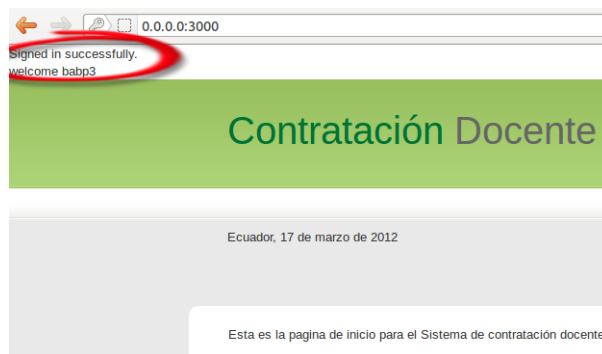 0.0.0.0:3000
Signed in successfully.
welcome babp3
Contratación Docente
Ecuador, 17 de marzo de 2012
Esta es la pagina de inicio para el Sistema de contratación docente